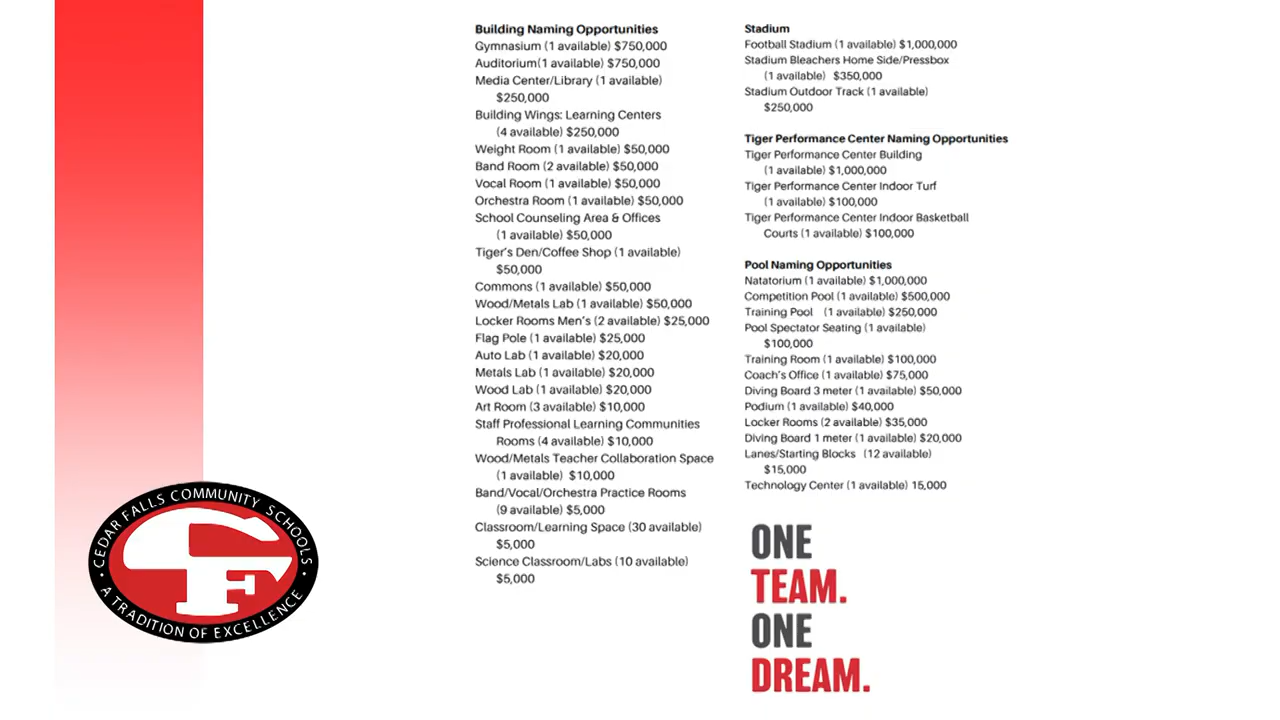 Building Naming Opportunities
Gymnasium (1 available) $750,000
Auditorium(1 available) $750,000
Media Center/Library (1 available)
$250,000
Building Wings: Learning Centers
(4 available) $250,000
Weight Room (1 available) $50,000
Band Room (2 available) $50,000
Vocal Room (1 available) $50,000
Orchestra Room (1 available) $50,000
School Counseling Area & Offices
(1 available) $50,000
Tiger's Den/Coffee Shop (1 available)
$50,000
Commons (1 available) $50,000
Wood/Metals Lab (1 available) $50,000
Locker Rooms Men's (2 available) $25,000
Flag Pole (1 available) $25,000
Auto Lab (1 available) $20,000
Metals Lab (1 available) $20,000
Wood Lab (1 available) $20,000
Art Room (3 available) $10,000
Staff Professional Learning Communities
Rooms (4 available) $10,000
Wood/Metals Teacher Collaboration Space
(1 available) $10,000
Band/Vocal/Orchestra Practice Rooms
(9 available) $5,000
Classroom/Learning Space (30 available)
$5,000
Science Classroom/Labs (10 available)
$5,000
Stadium
Football Stadium (1 available) $1,000,000
Stadium Bleachers Home Side/Pressbox
(1 available) $350,000
Stadium Outdoor Track (1 available)
$250,000
Tiger Performance Center Naming Opportunities
Tiger Performance Center Building
(1 available) $1,000,000
Tiger Performance Center Indoor Turf
(1 available) $100,000
Tiger Performance Center Indoor Basketball
Courts (1 available) $100,000
Pool Naming Opportunities
Natatorium (1 available) $1,000,000
Competition Pool (1 available) $500,000
Training Pool (1 available) $250,000
Pool Spectator Seating (1 available)
$100,000
Training Room (1 available) $100,000
Coach's Office (1 available) $75,000
Diving Board 3 meter (1 available) $50,000
Podium (1 available) $40,000
Locker Rooms (2 available) $35,000
Diving Board 1 meter (1 available) $20,000
Lanes/Starting Blocks (12 available)
$15,000
Technology Center (1 available) 15,000
ONE
TEAM.
ONE
DREAM.
CEDAR FALLS COMMUNITY SCHOOLS
CF
• A TRADITION OF EXCELLENCE •